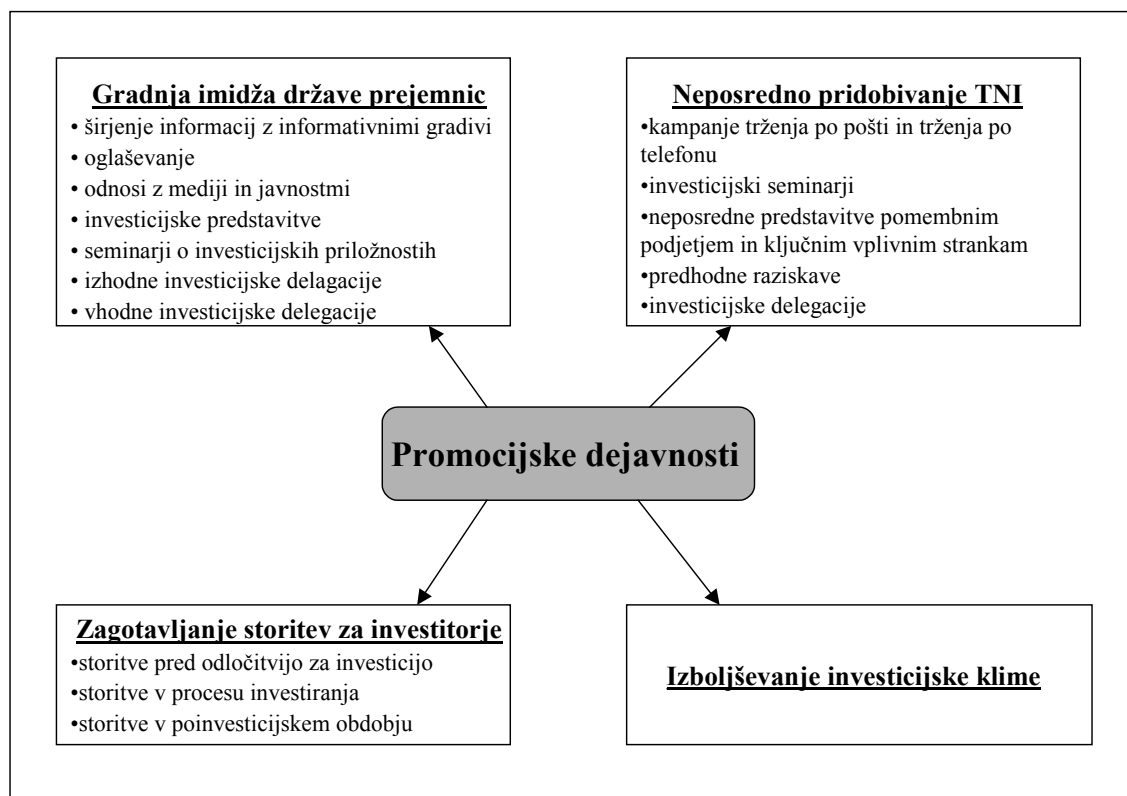 Gradnja imidža države prejemnic
• širjenje informacij z informativnimi gradivi
• oglaševanje
• odnosi z mediji in javnostmi
• investicijske predstavitve
• seminarji o investicijskih priložnostih
• izhodne investicijske delagacije
• vhodne investicijske delegacije
Neposredno pridobivanje TNI
•kampanje trženja po pošti in trženja po
telefonu
•investicijski seminarji
•neposredne predstavitve pomembnim
podjetjem in ključnim vplivnim strankam
•predhodne raziskave
•investicijske delegacije
Promocijske dejavnosti
Zagotavljanje storitev za investitorje
•storitve pred odločitvijo za investicijo
•storitve v procesu investiranja
•storitve v poinvesticijskem obdobju
Izboljševanje investicijske klime